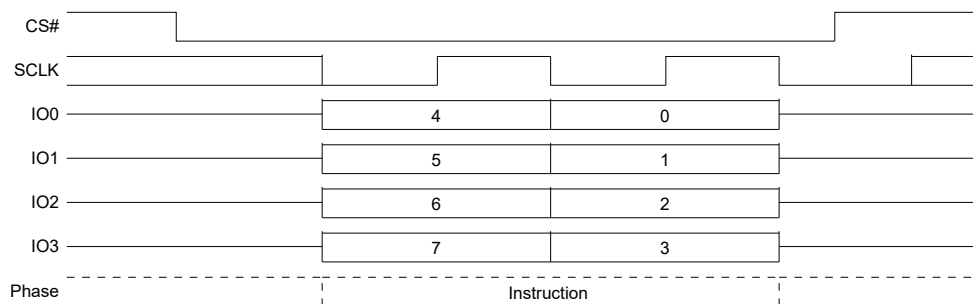 CS#
SCLK
IO0 4 0
IO1 5 1
IO2 6 2
IO3 7 3
Phase Instruction